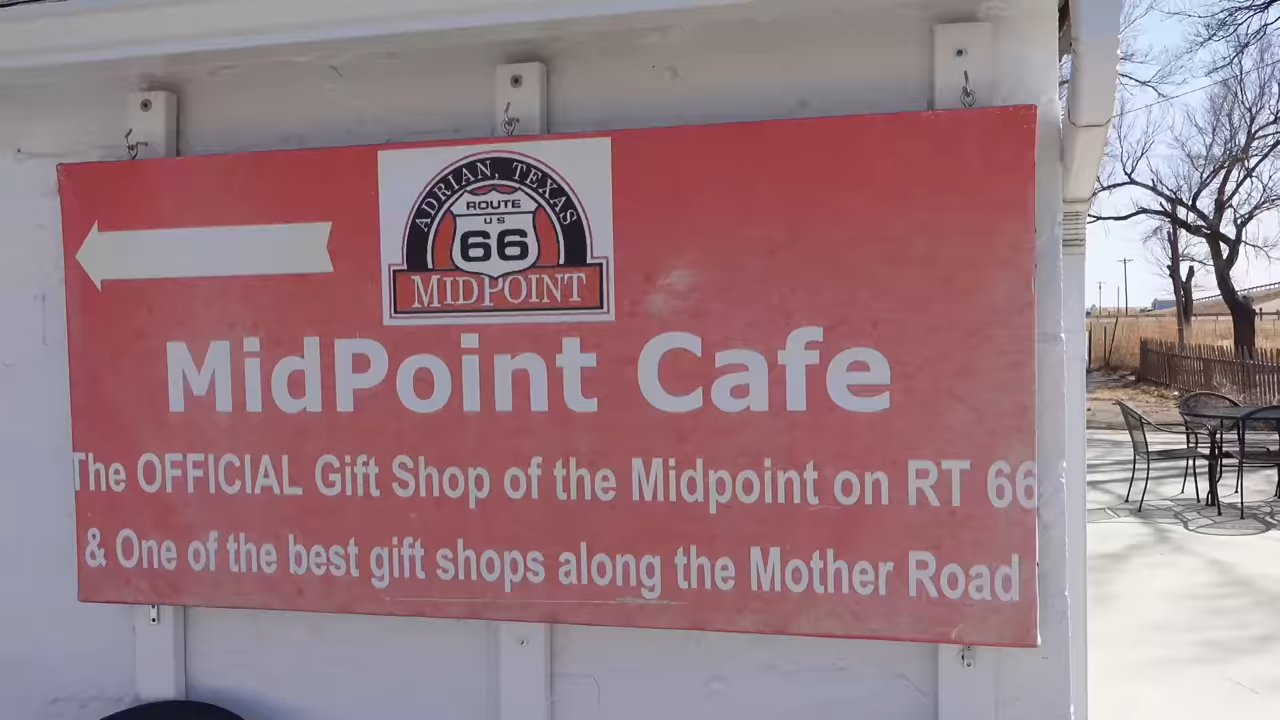 ADRIAN, TEXAS
ROUTE
US
66
MIDPOINT
MidPoint Cafe
The OFFICIAL Gift Shop of the Midpoint on RT 66
& One of the best gift shops along the Mother Road